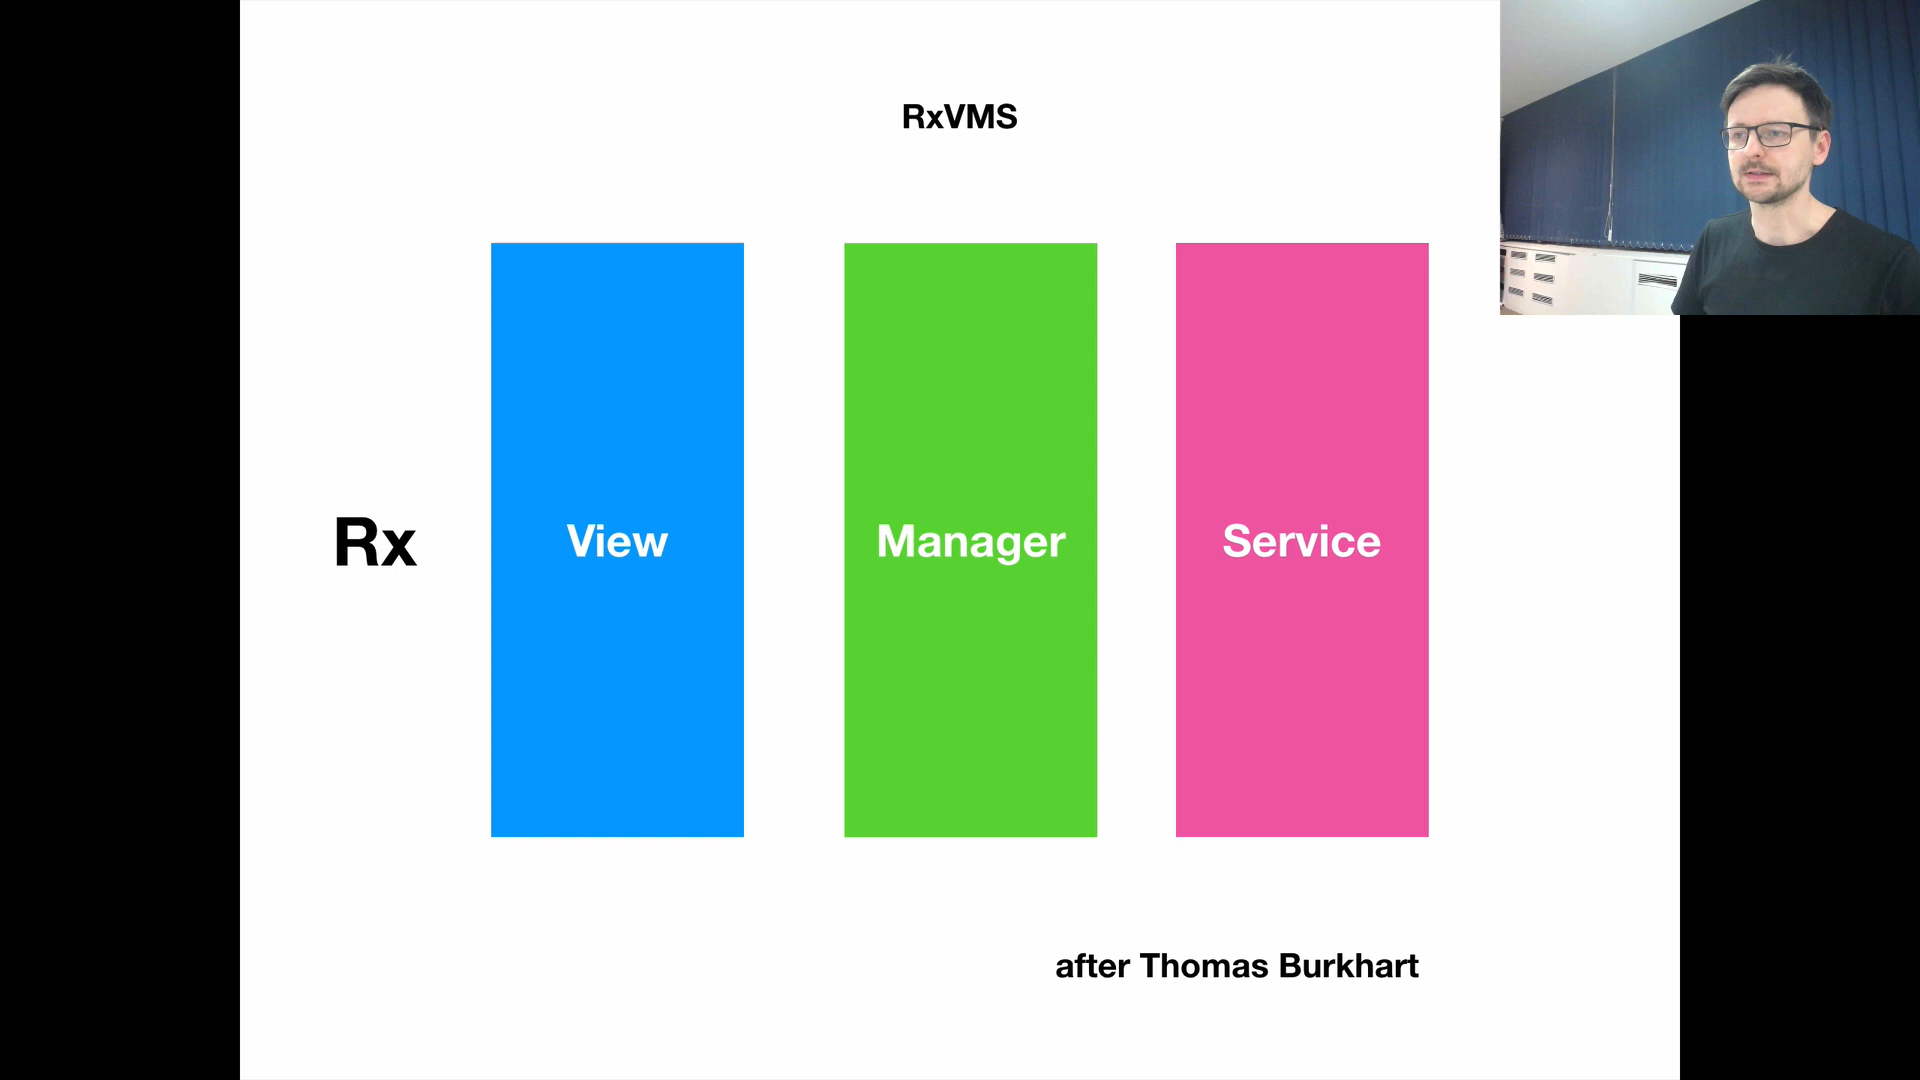 RxVMS
Rx
View
Manager
Service
after Thomas Burkhart